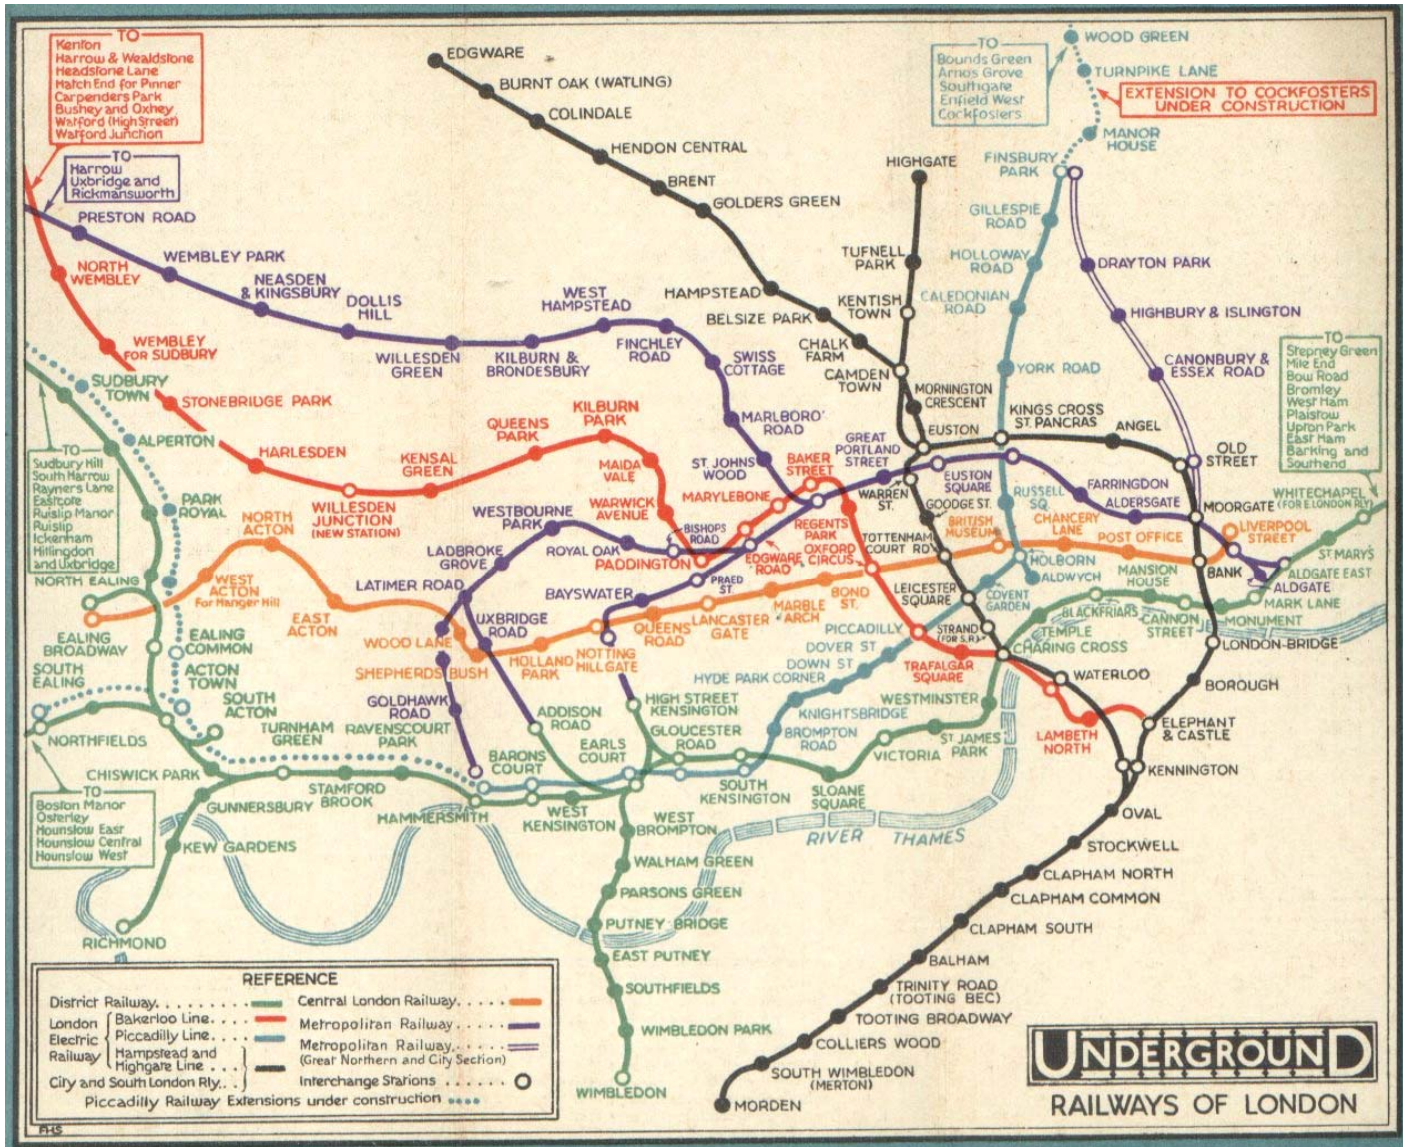 TO
Kenton
Harrow & Wealdstone
Headstone Lane
Hatch End for Pinner
Carpenders Park
Bushey and Oxhey
Watford (High Street)
Watford Junction
TO
Harrow
Uxbridge and
Rickmansworth
TO
Bounds Green
Arnos Grove
Southgate
Enfield West
Cockfosters
EXTENSION TO COCKFOSTERS
UNDER CONSTRUCTION
WOOD GREEN
TURNPIKE LANE
MANOR
HOUSE
FINSBURY
PARK
GILLESPIE
ROAD
HOLLOWAY
ROAD
CALEDONIAN
ROAD
YORK ROAD
EDGWARE
BURNT OAK (WATLING)
COLINDALE
HENDON CENTRAL
BRENT
GOLDERS GREEN
HAMPSTEAD
BELSIZE PARK
CHALK
FARM
CAMDEN
TOWN
HIGHGATE
TUFNELL
PARK
KENTISH
TOWN
MORNINGTON
CRESCENT
EUSTON
KINGS CROSS
ST. PANCRAS
ANGEL
OLD
STREET
MOORGATE
DRAYTON PARK
HIGHBURY & ISLINGTON
CANONBURY &
ESSEX ROAD
TO
Stepney Green
Mile End
Bow Road
Bromley
West Ham
Plaistow
Upton Park
East Ham
Barking and
Southend
WHITECHAPEL
(FOR E. LONDON RLY)
ST MARY'S
ALDGATE EAST
ALDGATE
MARK LANE
MONUMENT
CANNON
STREET
MANSION
HOUSE
BLACKFRIARS
TEMPLE
CHARING CROSS
PRESTON ROAD
WEMBLEY PARK
NEASDEN
& KINGSBURY
DOLLIS
HILL
WILLESDEN
GREEN
KILBURN &
BRONDESBURY
WEST
HAMPSTEAD
FINCHLEY
ROAD
SWISS
COTTAGE
MARLBORO'
ROAD
ST. JOHNS
WOOD
GREAT
PORTLAND
STREET
EUSTON
SQUARE
FARRINGDON
ALDERSGATE
NORTH
WEMBLEY
WEMBLEY
FOR SUDBURY
STONEBRIDGE PARK
HARLESDEN
WILLESDEN
JUNCTION
(NEW STATION)
KENSAL
GREEN
QUEENS
PARK
KILBURN
PARK
MAIDA
VALE
WARWICK
AVENUE
PADDINGTON
EDGWARE
ROAD
MARYLEBONE
BAKER
STREET
REGENTS
PARK
OXFORD
CIRCUS
WARREN
ST.
GOODGE ST.
TOTTENHAM
COURT RD
LEICESTER
SQUARE
STRAND
(FOR S.R.)
RUSSELL
SQ.
BRITISH
MUSEUM
CHANCERY
LANE
POST OFFICE
LIVERPOOL
STREET
BANK
HOLBORN
ALDWYCH
COVENT
GARDEN
SUDBURY
TOWN
ALPERTON
PARK
ROYAL
TO
Sudbury Hill
South Harrow
Rayners Lane
Eastcote
Ruislip Manor
Ruislip
Ickenham
Hillingdon
and Uxbridge
NORTH EALING
EALING
BROADWAY
NORTH
ACTON
WEST
ACTON
For Hanger Hill
EAST
ACTON
WOOD LANE
SHEPHERDS BUSH
HOLLAND
PARK
NOTTING
HILL GATE
QUEENS
ROAD
LANCASTER
GATE
MARBLE
ARCH
BOND
ST.
WESTBOURNE
PARK
ROYAL OAK
BISHOPS
ROAD
LADBROKE
GROVE
LATIMER ROAD
UXBRIDGE
ROAD
BAYSWATER
PRAED
ST.
GOLDHAWK
ROAD
ADDISON
ROAD
HIGH STREET
KENSINGTON
GLOUCESTER
ROAD
EARLS
COURT
BARONS
COURT
SOUTH
EALING
NORTHFIELDS
EALING
COMMON
ACTON
TOWN
SOUTH
ACTON
TURNHAM
GREEN
RAVENSCOURT
PARK
CHISWICK PARK
GUNNERSBURY
KEW GARDENS
RICHMOND
STAMFORD
BROOK
HAMMERSMITH
WEST
KENSINGTON
TO
Boston Manor
Osterley
Hounslow East
Hounslow Central
Hounslow West
PICCADILLY
DOVER ST
DOWN ST
HYDE PARK CORNER
KNIGHTSBRIDGE
BROMPTON
ROAD
SOUTH
KENSINGTON
SLOANE
SQUARE
VICTORIA
ST JAMES
PARK
WESTMINSTER
TRAFALGAR
SQUARE
WATERLOO
LAMBETH
NORTH
ELEPHANT
& CASTLE
LONDON-BRIDGE
BOROUGH
KENNINGTON
OVAL
STOCKWELL
CLAPHAM NORTH
CLAPHAM COMMON
CLAPHAM SOUTH
BALHAM
TRINITY ROAD
(TOOTING BEC)
TOOTING BROADWAY
COLLIERS WOOD
SOUTH WIMBLEDON
(MERTON)
MORDEN
RIVER THAMES
WEST
BROMPTON
WALHAM GREEN
PARSONS GREEN
PUTNEY BRIDGE
EAST PUTNEY
SOUTHFIELDS
WIMBLEDON PARK
WIMBLEDON
REFERENCE
District Railway
London Electric Railway
Bakerloo Line
Piccadilly Line
Hampstead and
Highgate Line
City and South London Rly.
Central London Railway
Metropolitan Railway
Metropolitan Railway
(Great Northern and City Section)
Interchange Stations
Piccadilly Railway Extensions under construction
UNDERGROUND
RAILWAYS OF LONDON
FHS